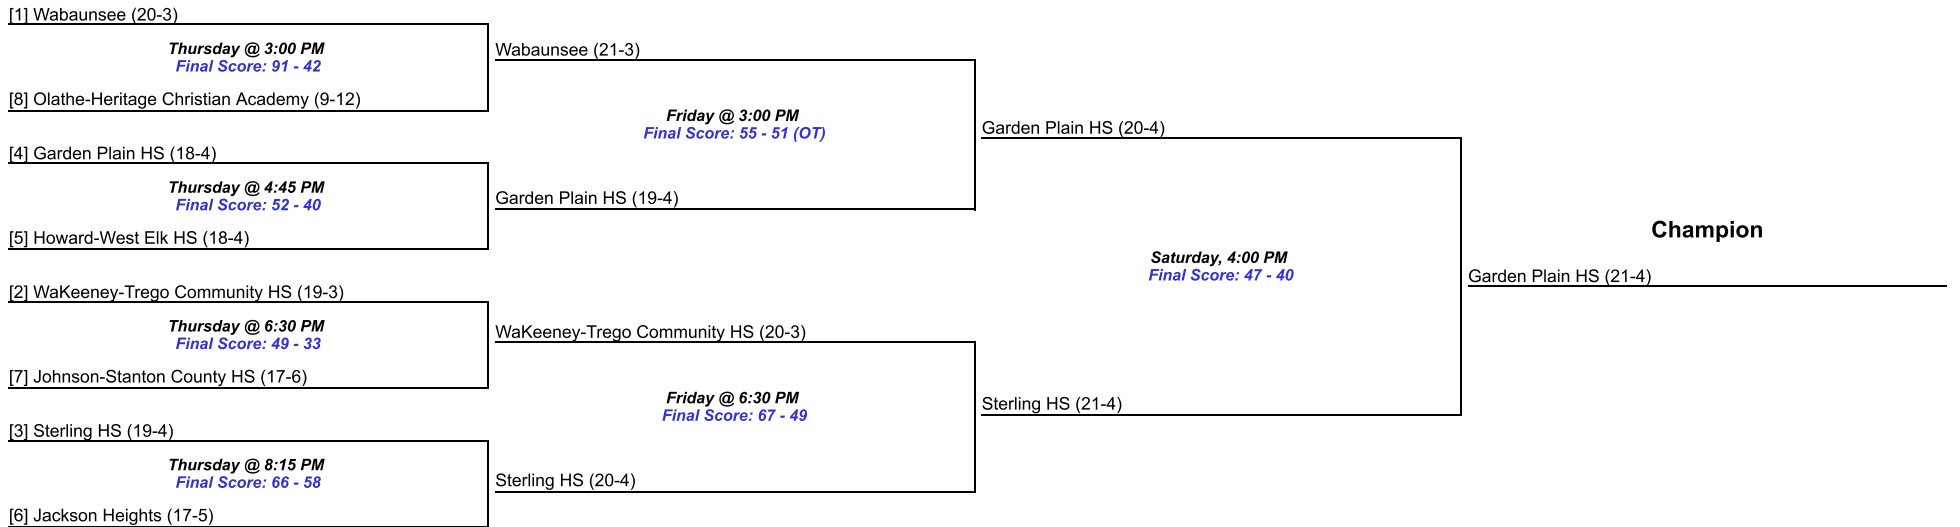 [1] Wabaunsee (20-3)
Thursday @ 3:00 PM
Final Score: 91 - 42
[8] Olathe-Heritage Christian Academy (9-12)
[4] Garden Plain HS (18-4)
Thursday @ 4:45 PM
Final Score: 52 - 40
[5] Howard-West Elk HS (18-4)
[2] WaKeeney-Trego Community HS (19-3)
Thursday @ 6:30 PM
Final Score: 49 - 33
[7] Johnson-Stanton County HS (17-6)
[3] Sterling HS (19-4)
Thursday @ 8:15 PM
Final Score: 66 - 58
[6] Jackson Heights (17-5)
Wabaunsee (21-3)
Friday @ 3:00 PM
Final Score: 55 - 51 (OT)
Garden Plain HS (19-4)
WaKeeney-Trego Community HS (20-3)
Friday @ 6:30 PM
Final Score: 67 - 49
Sterling HS (20-4)
Garden Plain HS (20-4)
Saturday, 4:00 PM
Final Score: 47 - 40
Sterling HS (21-4)
Champion
Garden Plain HS (21-4)